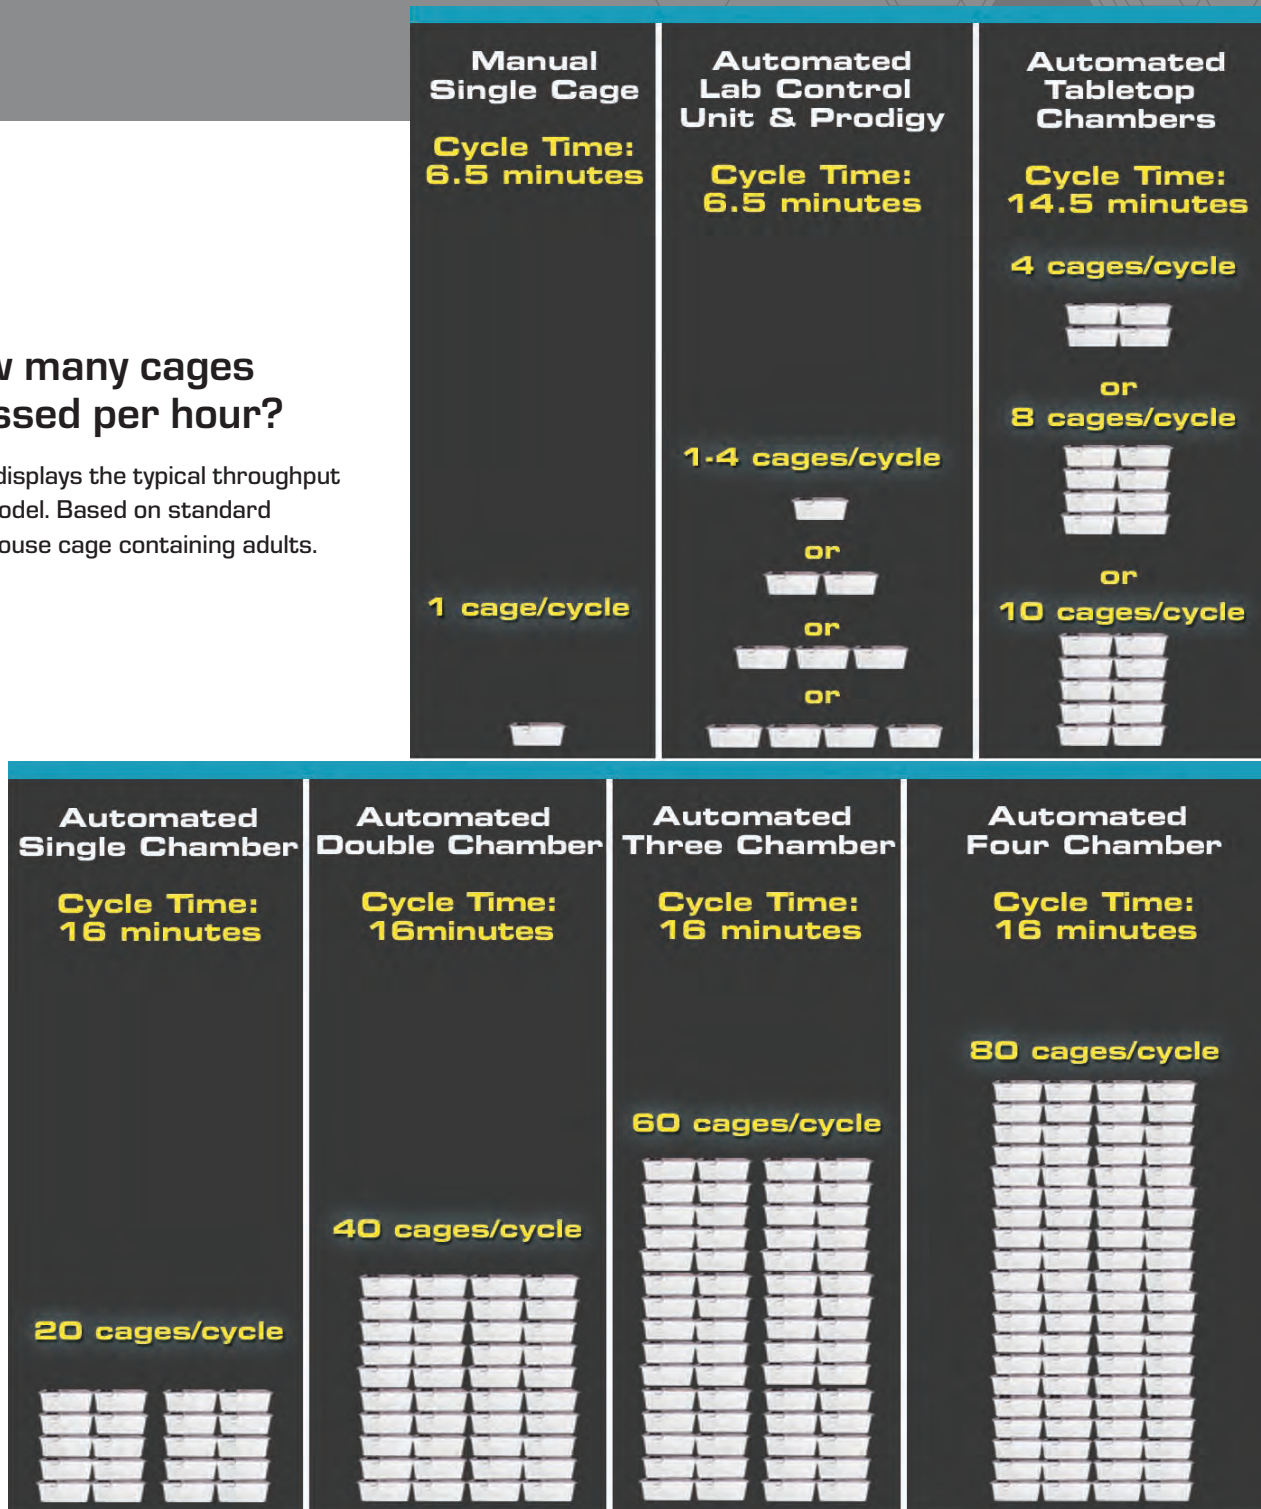 Manual
Single Cage
Cycle Time:
6.5 minutes
1 cage/cycle
Automated
Lab Control
Unit & Prodigy
Cycle Time:
6.5 minutes
1-4 cages/cycle
or
or
or
Automated
Tabletop
Chambers
Cycle Time:
14.5 minutes
4 cages/cycle
or
8 cages/cycle
or
10 cages/cycle
many cages
per hour?
displays the typical throughput
Based on standard
cage containing adults.
Automated
Single Chamber
Cycle Time:
16 minutes
20 cages/cycle
Automated
Double Chamber
Cycle Time:
16minutes
40 cages/cycle
Automated
Three Chamber
Cycle Time:
16 minutes
60 cages/cycle
Automated
Four Chamber
Cycle Time:
16 minutes
80 cages/cycle